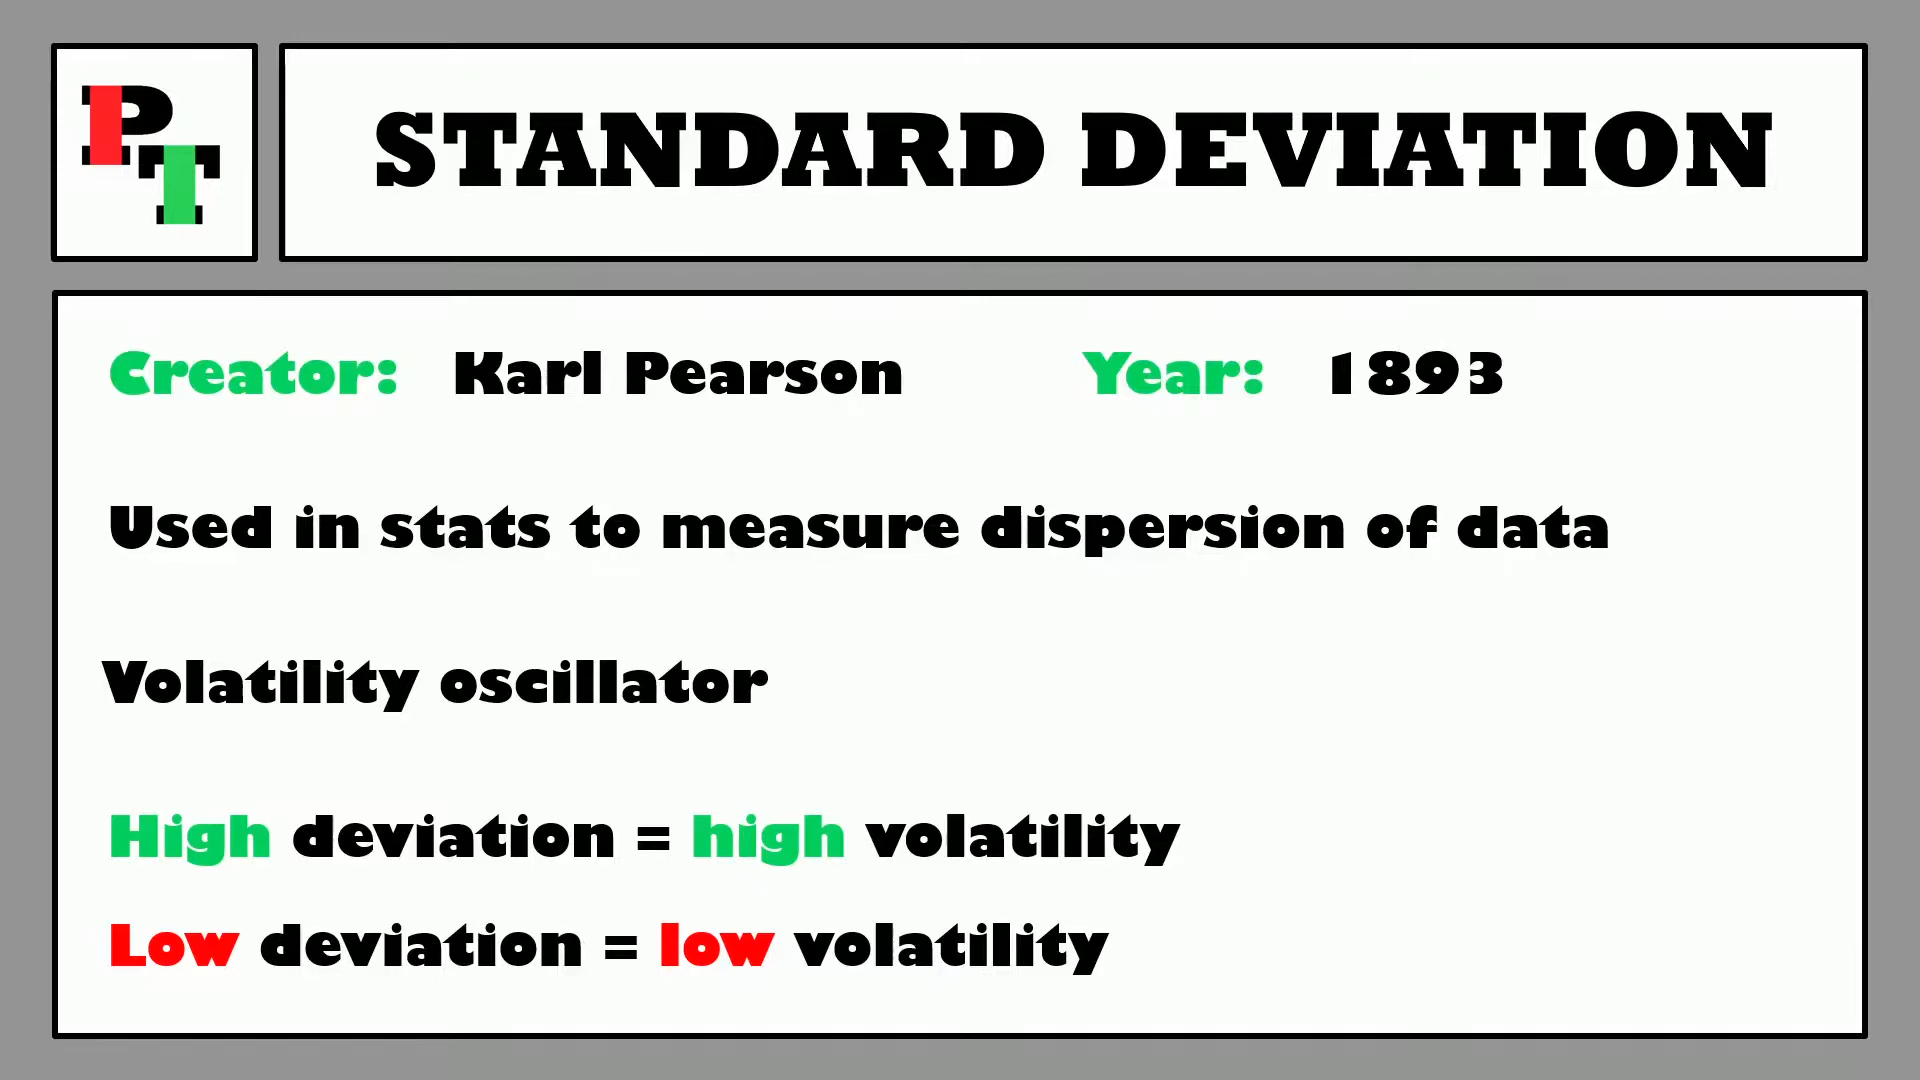 PT
STANDARD DEVIATION
Creator: Karl Pearson Year: 1893
Used in stats to measure dispersion of data
Volatility oscillator
High deviation = high volatility
Low deviation = low volatility